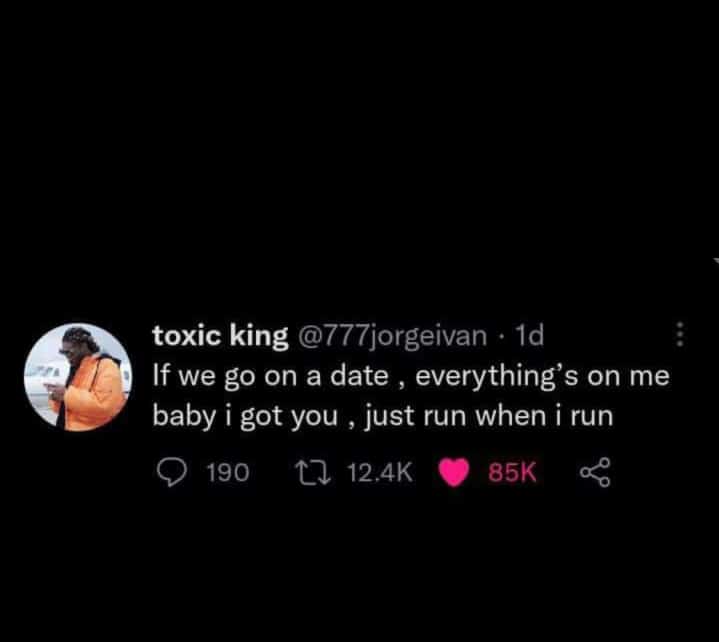 toxic king @777jorgeivan · 1d
If we go on a date , everything's on me
baby i got you , just run when i run
190 12.4K 85K